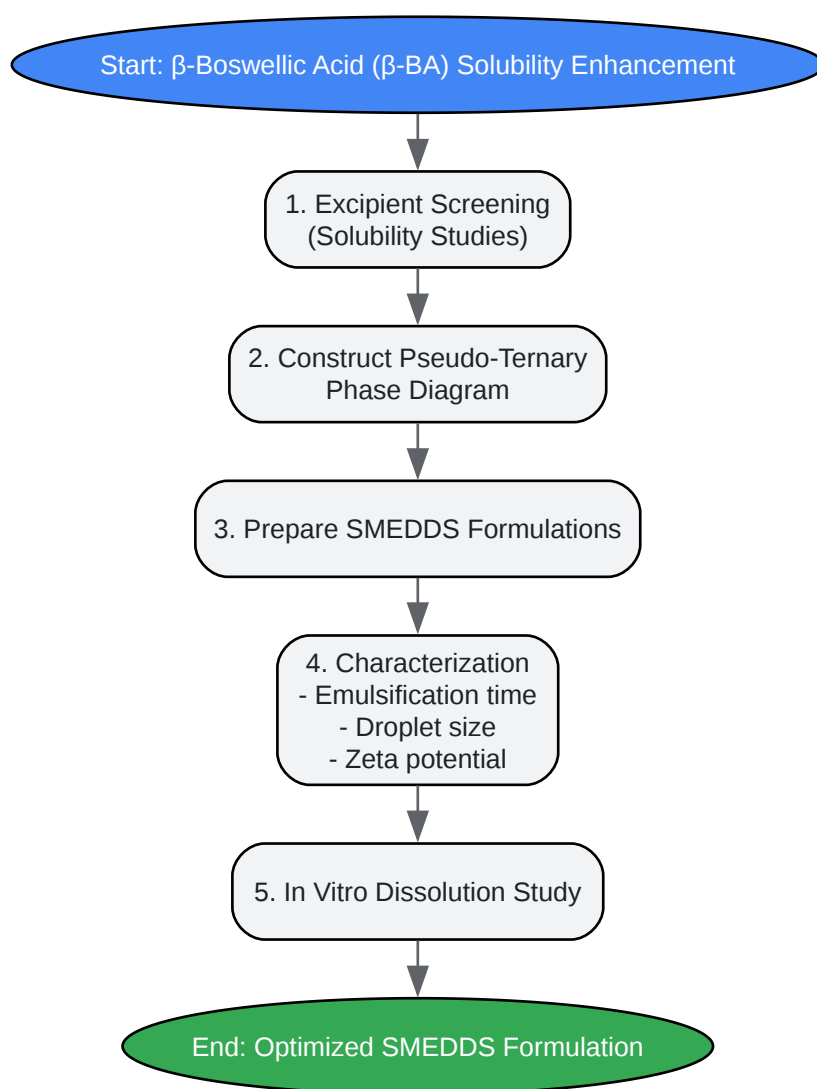 Start: β-Boswellic Acid (β-BA) Solubility Enhancement
1. Excipient Screening
(Solubility Studies)
2. Construct Pseudo-Ternary
Phase Diagram
3. Prepare SMEDDS Formulations
4. Characterization
- Emulsification time
- Droplet size
- Zeta potential
5. In Vitro Dissolution Study
End: Optimized SMEDDS Formulation